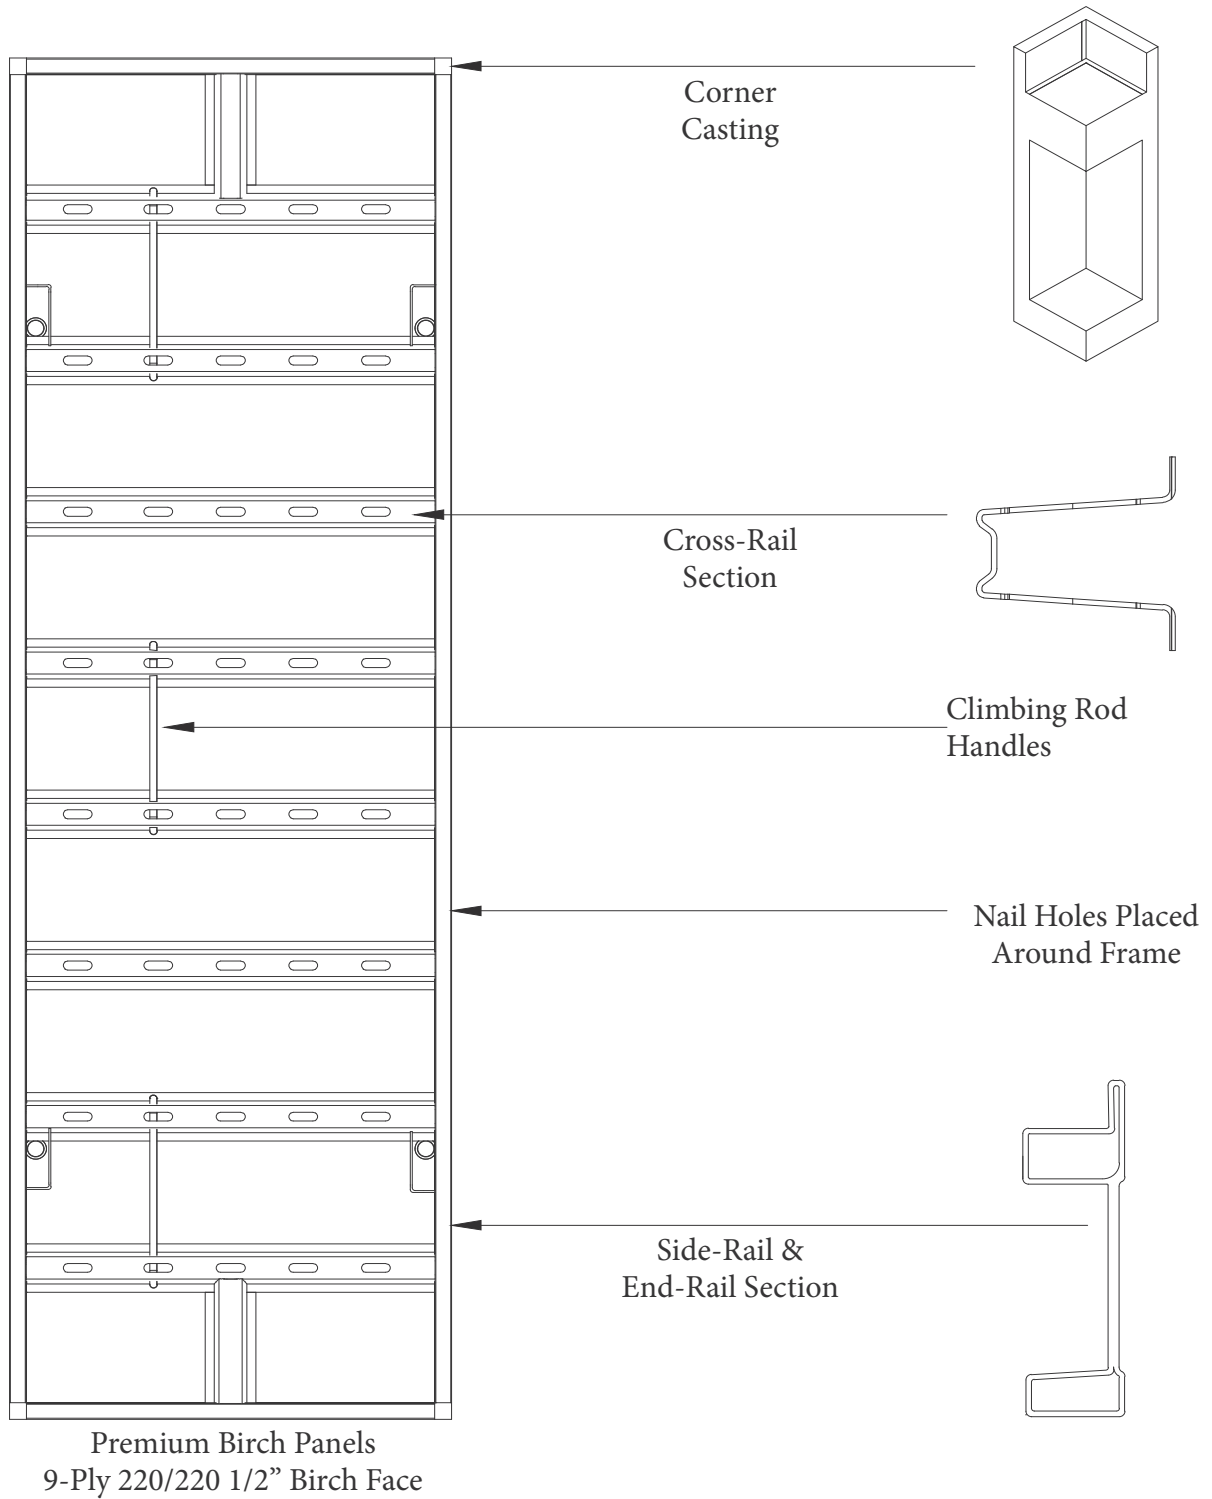 Corner
Casting
Cross-Rail
Section
Climbing Rod
Handles
Nail Holes Placed
Around Frame
Side-Rail &
End-Rail Section
Premium Birch Panels
9-Ply 220/220 1/2” Birch Face